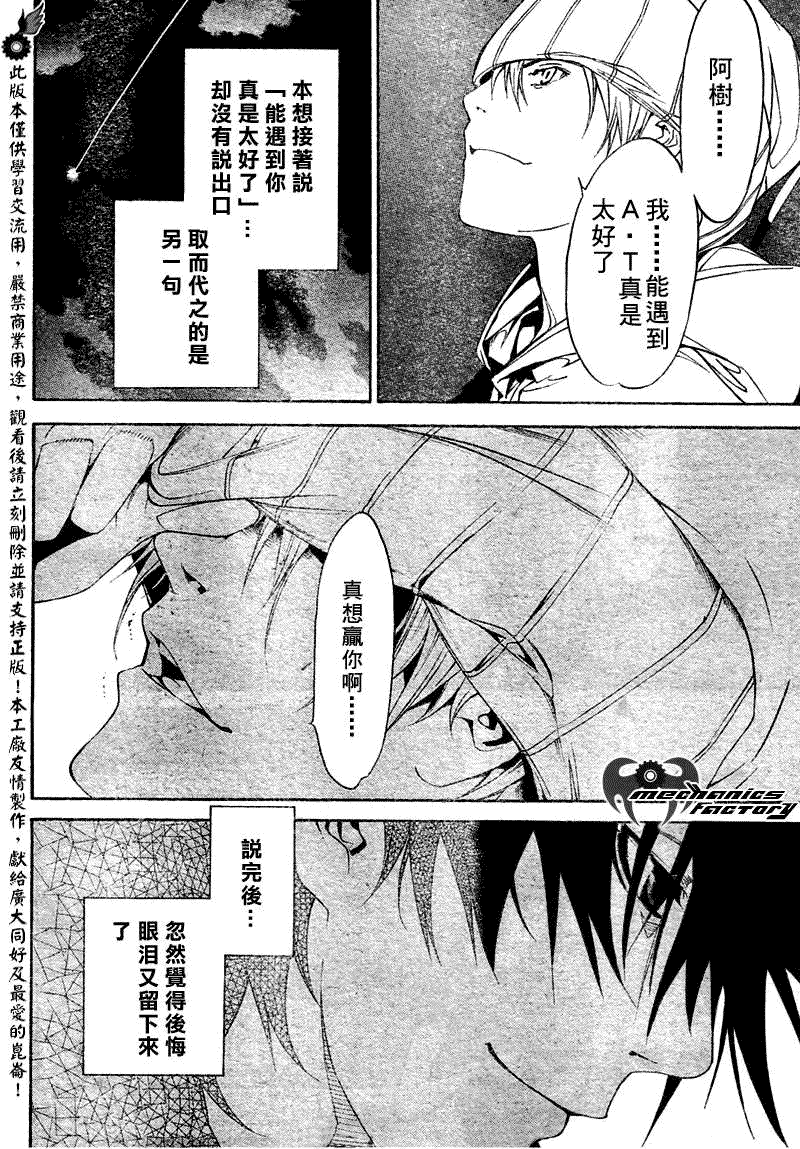 阿樹……
我……能遇到
A・T真是
太好了
本想接著說
「能遇到你
真是太好了」…
却沒有說出口
取而代之的是
另一句
真想贏你啊……
說完後…
忽然覺得後悔
眼泪又留下來
了
mechanics
factory
此版本僅供學習交流用，嚴禁商業用途，觀看後請立刻刪除並請支持正版！本工廠友情製作，獻給廣大同好及最愛的崑崙！